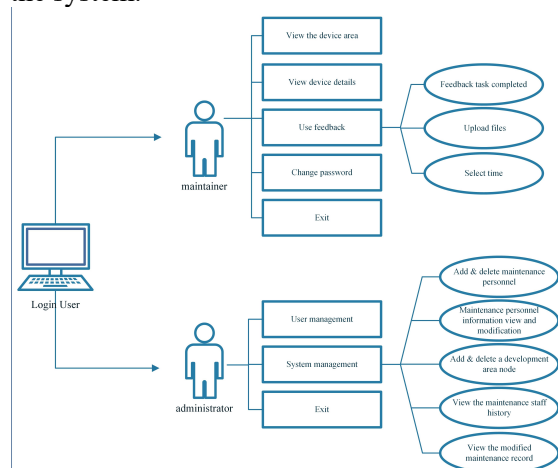 the system.
View the device area
View device details
Feedback task completed
Use feedback
Upload files
maintainer
Change password
Select time
Exit
Login User
Add & delete maintenance
personnel
User management
Maintenance personnel
information view and
modification
System management
Add & delete a development
area node
administrator
Exit
View the maintenance staff
history
View the modified
maintenance record